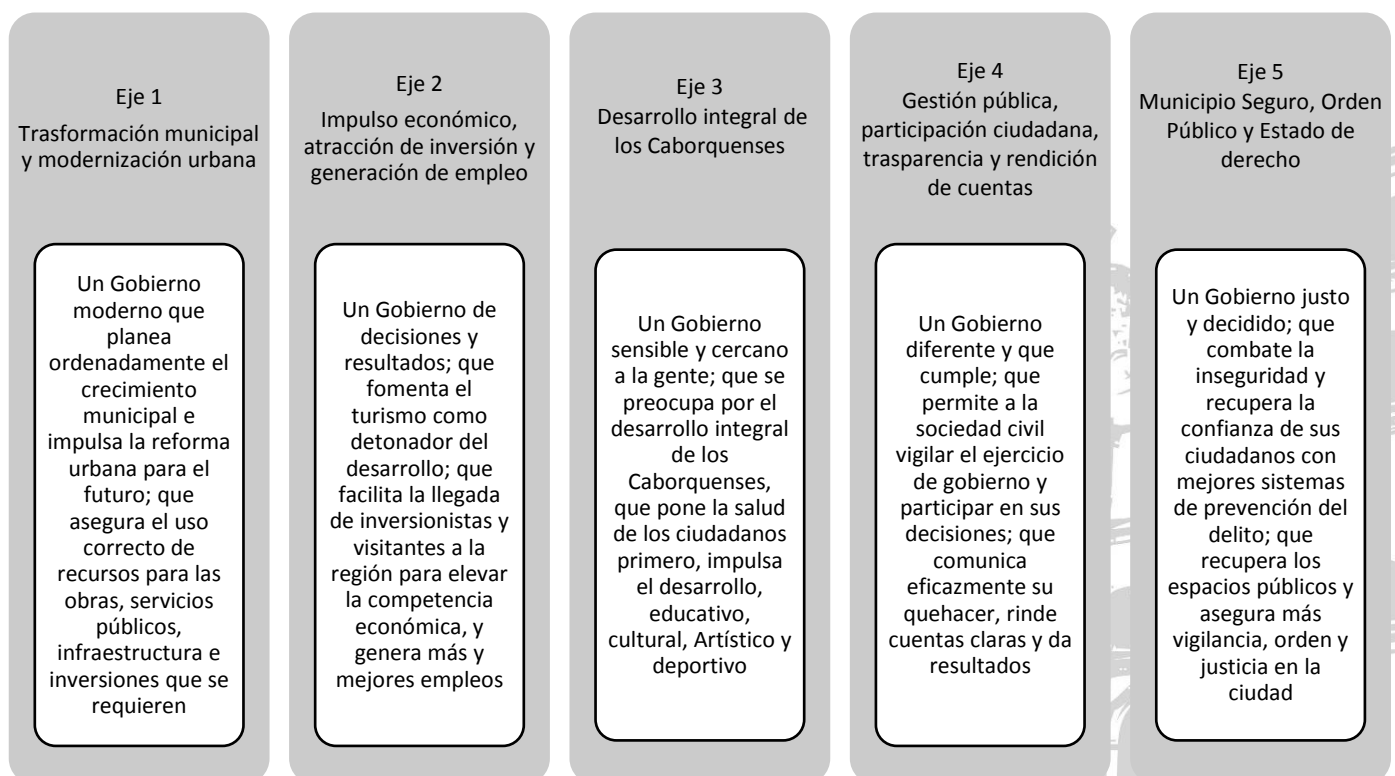 Eje 1
Trasformación municipal
y modernización urbana
Un Gobierno
moderno que
planea
ordenadamente el
crecimiento
municipal e
impulsa la reforma
urbana para el
futuro; que
asegura el uso
correcto de
recursos para las
obras, servicios
públicos,
infraestructura e
inversiones que se
requieren
Eje 2
Impulso económico,
atracción de inversión y
generación de empleo
Un Gobierno de
decisiones y
resultados; que
fomenta el
turismo como
detonador del
desarrollo; que
facilita la llegada
de inversionistas y
visitantes a la
región para elevar
la competencia
económica, y
genera más y
mejores empleos
Eje 3
Desarrollo integral de
los Caborquenses
Un Gobierno
sensible y cercano
a la gente; que se
preocupa por el
desarrollo integral
de los
Caborquenses,
que pone la salud
de los ciudadanos
primero, impulsa
el desarrollo,
educativo,
cultural, Artístico y
deportivo
Eje 4
Gestión pública,
participación ciudadana,
trasparencia y rendición
de cuentas
Un Gobierno
diferente y que
cumple; que
permite a la
sociedad civil
vigilar el ejercicio
de gobierno y
participar en sus
decisiones; que
comunica
eficazmente su
quehacer, rinde
cuentas claras y da
resultados
Eje 5
Municipio Seguro, Orden
Público y Estado de
derecho
Un Gobierno justo
y decidido; que
combate la
inseguridad y
recupera la
confianza de sus
ciudadanos con
mejores sistemas
de prevención del
delito; que
recupera los
espacios públicos y
asegura más
vigilancia, orden y
justicia en la
ciudad